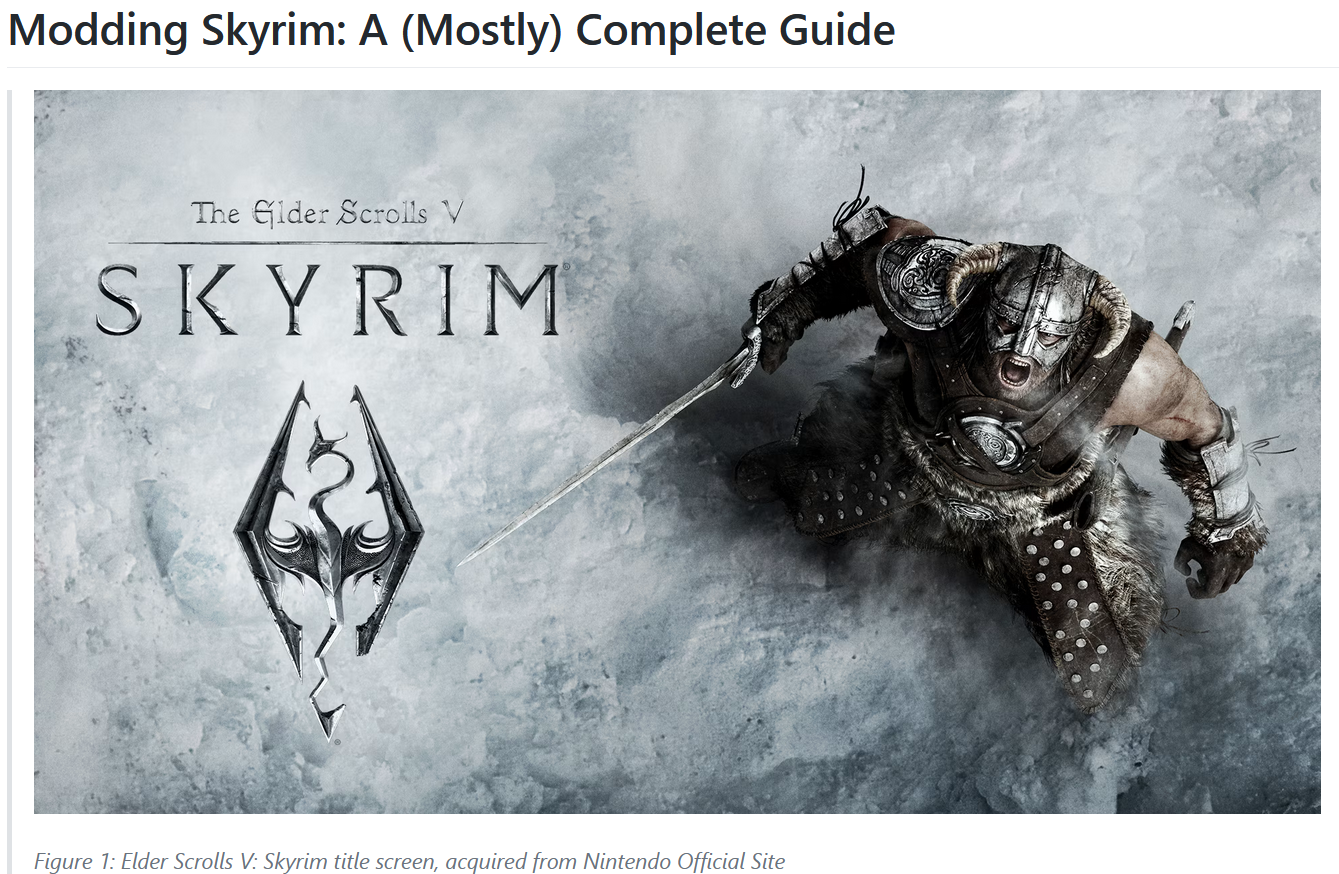 Modding Skyrim: A (Mostly) Complete Guide
The Elder Scrolls V
SKYRIM®
®
Figure 1: Elder Scrolls V: Skyrim title screen, acquired from Nintendo Official Site